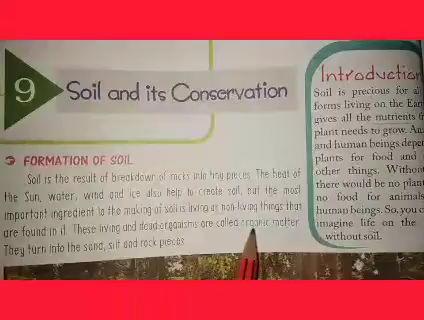 9
Soil and its Conservation
FORMATION OF SOIL
Soil is the result of breakdown of rocks into tiny pieces. The heat of
the Sun, water, wind and ice also help to create soil, but the most
important ingredient to the making of soil is living or non-living things that
are found in it. These living and dead organisms are called organic matter.
They turn into the sand, silt and rock pieces.
Introduction
Soil is precious for al
forms living on the Ear
gives all the nutrients
plant needs to grow. An
and human beings depen
plants for food and
other things. Withou
there would be no plan
no food for animals
human beings. So, you c
imagine life on the
without soil.